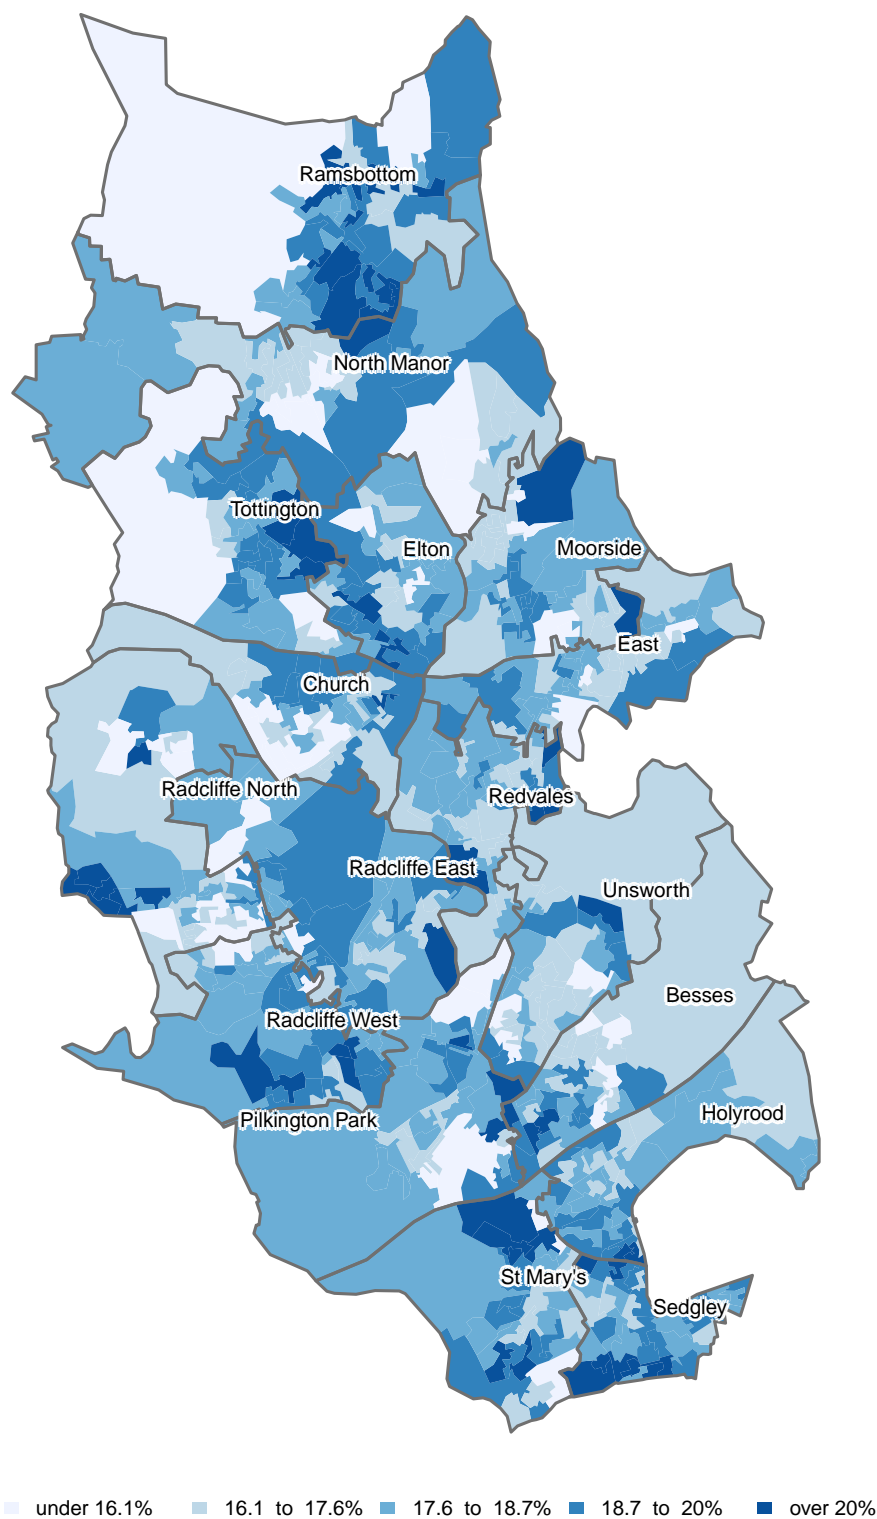 Ramsbottom
North Manor
Tottington
Elton
Moorside
East
Church
Radcliffe North
Redvales
Radcliffe East
Unsworth
Besses
Radcliffe West
Holyrood
Pilkington Park
St Mary's
Sedgley
under 16.1% 16.1 to 17.6% 17.6 to 18.7% 18.7 to 20% over 20%